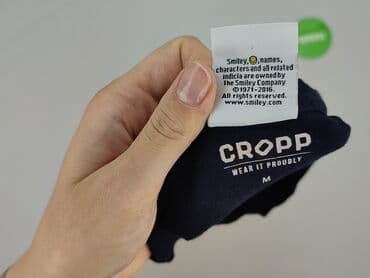 Smiley, names,
characters and all related
indicia are owned by
The Smiley Company
©1971-2016.
All rights reserved.
www.smiley.com
CROPP
WEAR IT PROUDLY
M